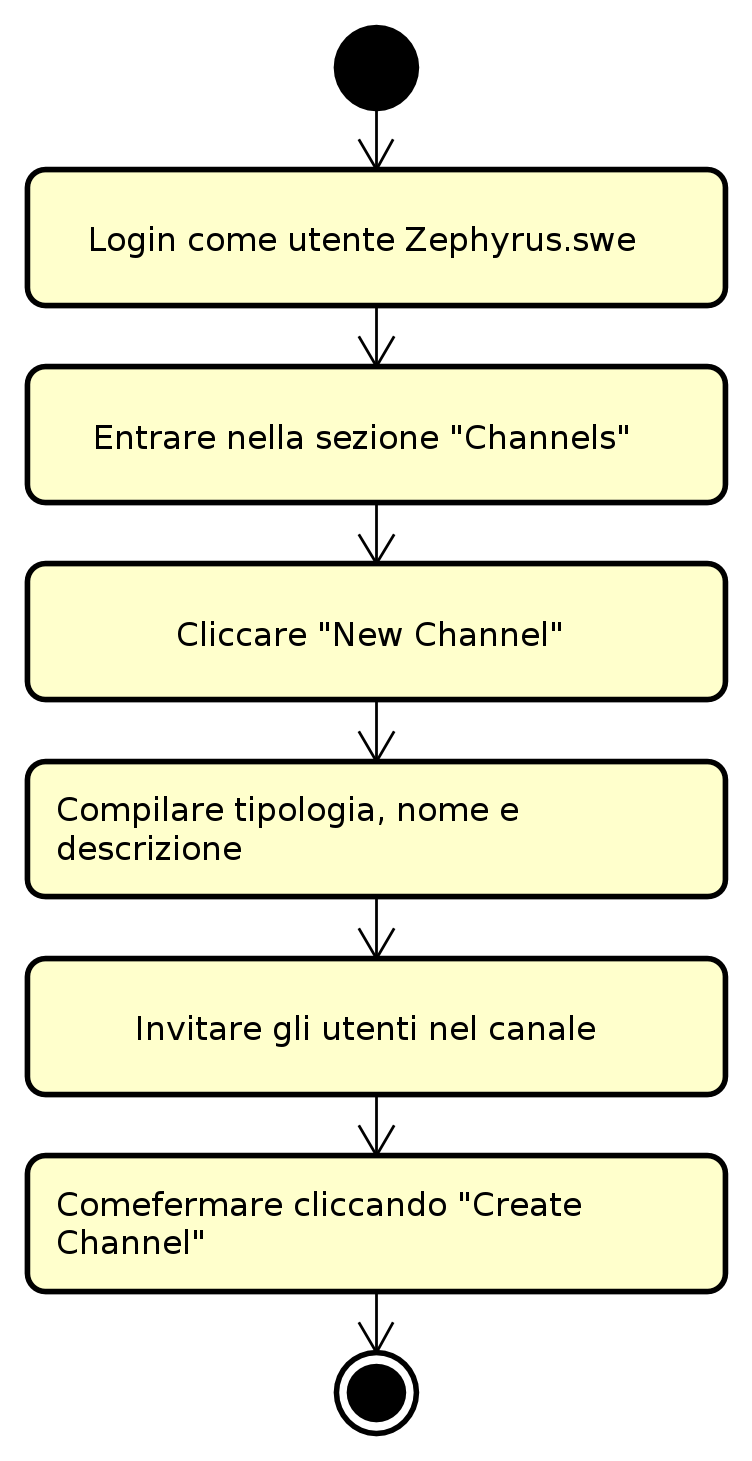 Login come utente Zephyrus.swe
Entrare nella sezione "Channels"
Cliccare "New Channel"
Compilare tipologia, nome e
descrizione
Invitare gli utenti nel canale
Comefermare cliccando "Create
Channel"